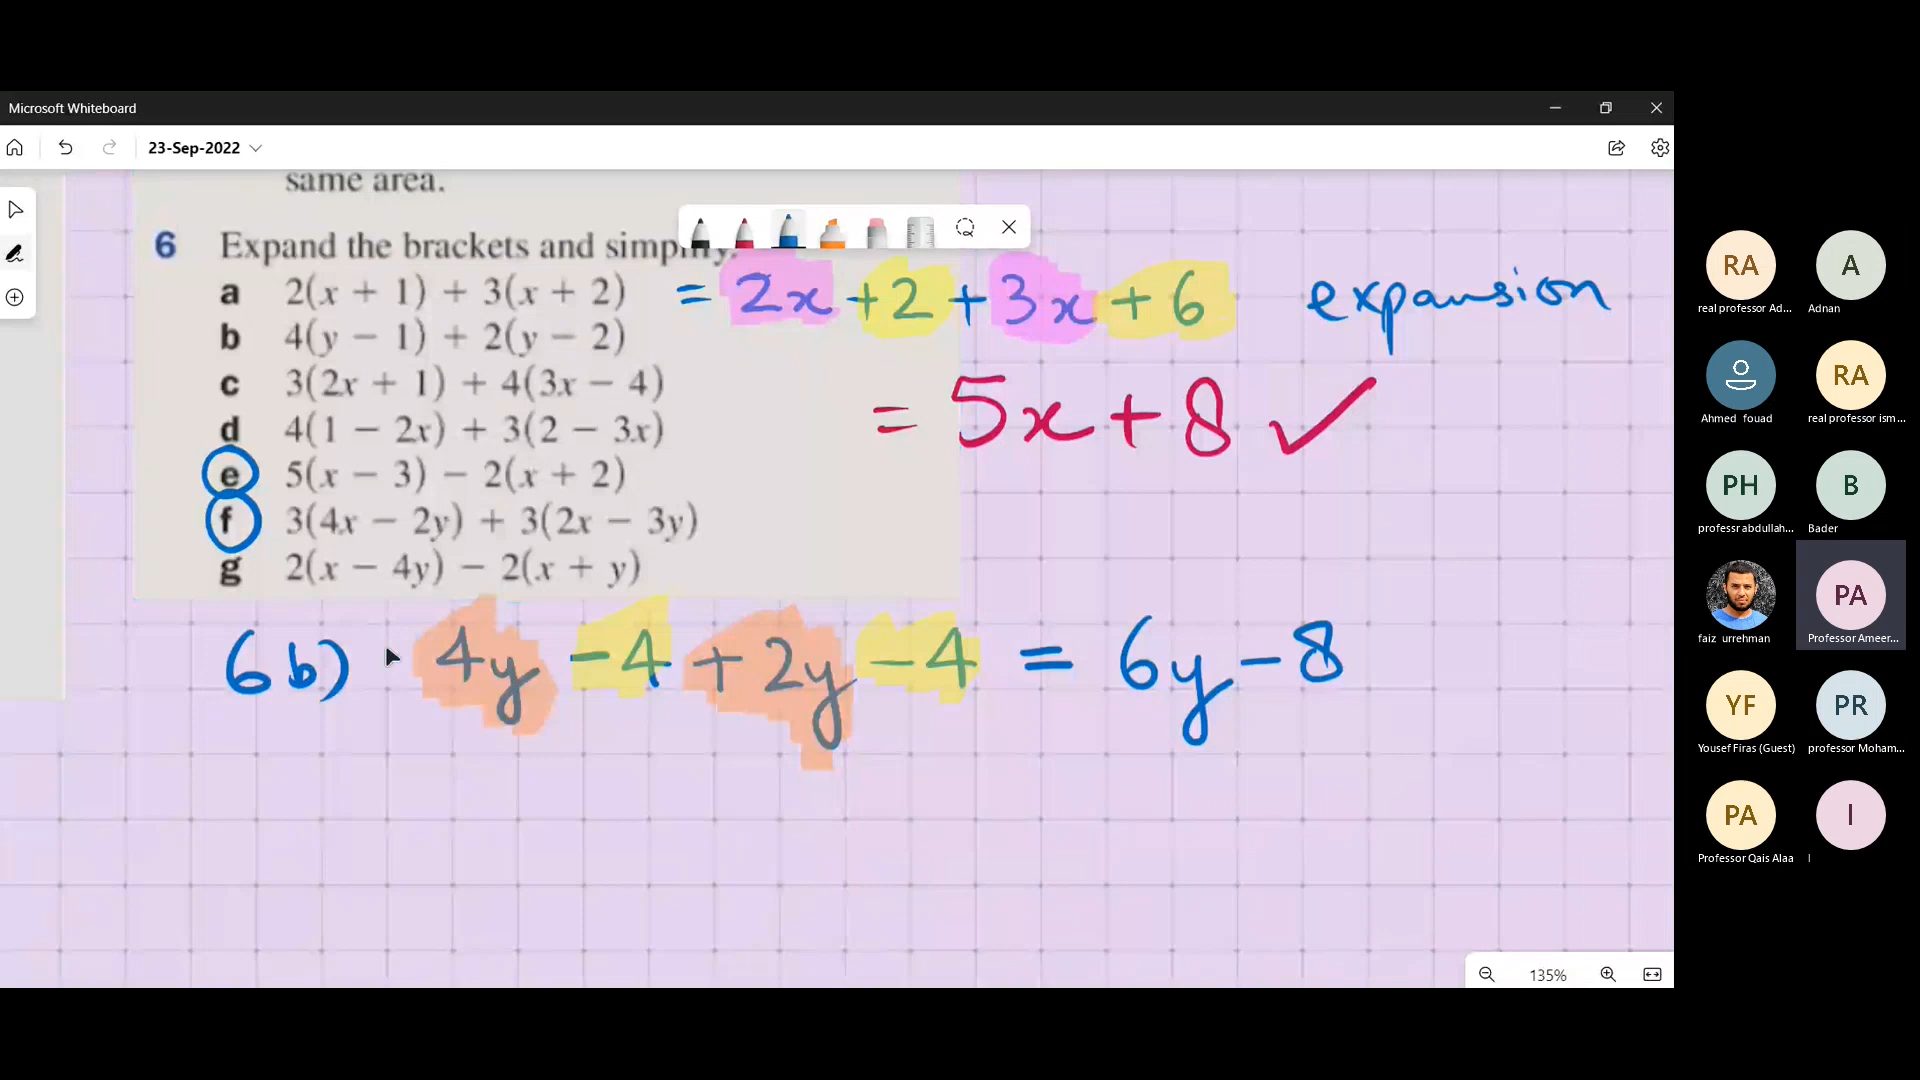 Microsoft Whiteboard
23-Sep-2022
same area.
6 Expand the brackets and simplify.
a 2(x + 1) + 3(x + 2) = 2x + 2 + 3x + 6 expansion
b 4(y − 1) + 2(y − 2)
c 3(2x + 1) + 4(3x − 4)
= 5x + 8 ✓
d 4(1 − 2x) + 3(2 − 3x)
e 5(x − 3) − 2(x + 2)
f 3(4x − 2y) + 3(2x − 3y)
g 2(x − 4y) − 2(x + y)
6 b) 4y − 4 + 2y − 4 = 6y − 8
135%
RA
real professor Ad...
A
Adnan
Ahmed fouad
RA
real professor ism...
PH
professr abdullah...
B
Bader
faiz urrehman
PA
Professor Ameer...
YF
Yousef Firas (Guest)
PR
professor Moham...
PA
Professor Qais Alaa
I
I